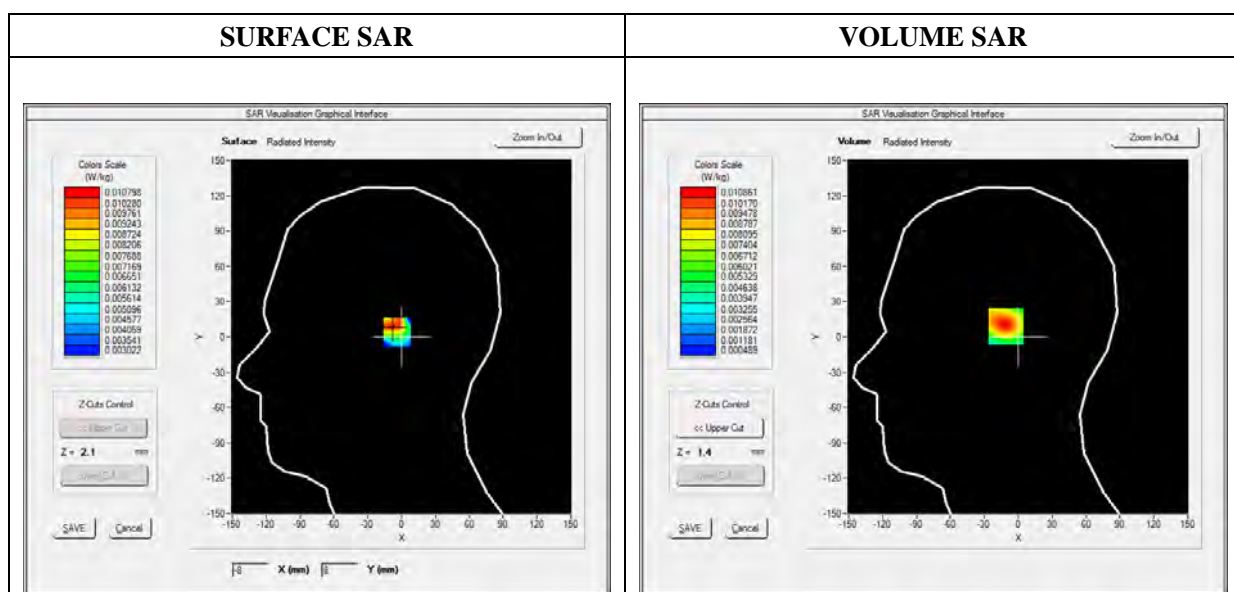 SURFACE SAR
VOLUME SAR
SAR Visualisation Graphical Interface
Surface Radiated Intensity
Zoom In/Out
Colors Scale
(W/kg)
0.010798
0.010280
0.009761
0.009243
0.008724
0.008206
0.007688
0.007169
0.006651
0.006132
0.005614
0.005096
0.004577
0.004059
0.003541
0.003022
Z-Cuts Control
<< Upper Cut
Z = 2.1 mm
SAVE Cancel
150
120
90
60
30
0
-30
-60
-90
-120
-150
Y
-150 -120 -90 -60 -30 0 30 60 90 120 150
X
-8 X (mm) 8 Y (mm)
SAR Visualisation Graphical Interface
Volume Radiated Intensity
Zoom In/Out
Colors Scale
(W/kg)
0.010861
0.010170
0.009478
0.008787
0.008095
0.007404
0.006712
0.006021
0.005329
0.004638
0.003947
0.003255
0.002564
0.001872
0.001181
0.000489
Z-Cuts Control
<< Upper Cut
Z = 1.4 mm
SAVE Cancel
150
120
90
60
30
0
-30
-60
-90
-120
-150
Y
-150 -120 -90 -60 -30 0 30 60 90 120 150
X